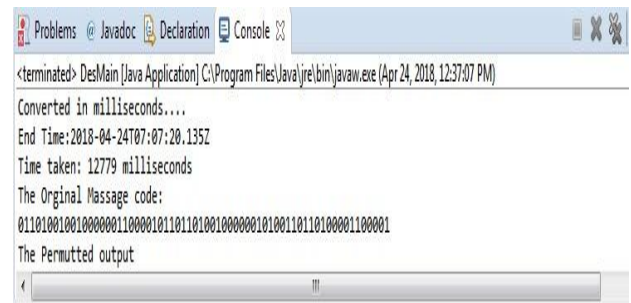 Problems @ Javadoc Declaration Console
<terminated> DesMain [Java Application] C:\Program Files\Java\jre\bin\javaw.exe (Apr 24, 2018, 12:37:07 PM)
Converted in milliseconds....
End Time:2018-04-24T07:07:20.135Z
Time taken: 12779 milliseconds
The Orginal Massage code:
0110100100100000011000010110110100100000010100110110100001100001
The Permutted output